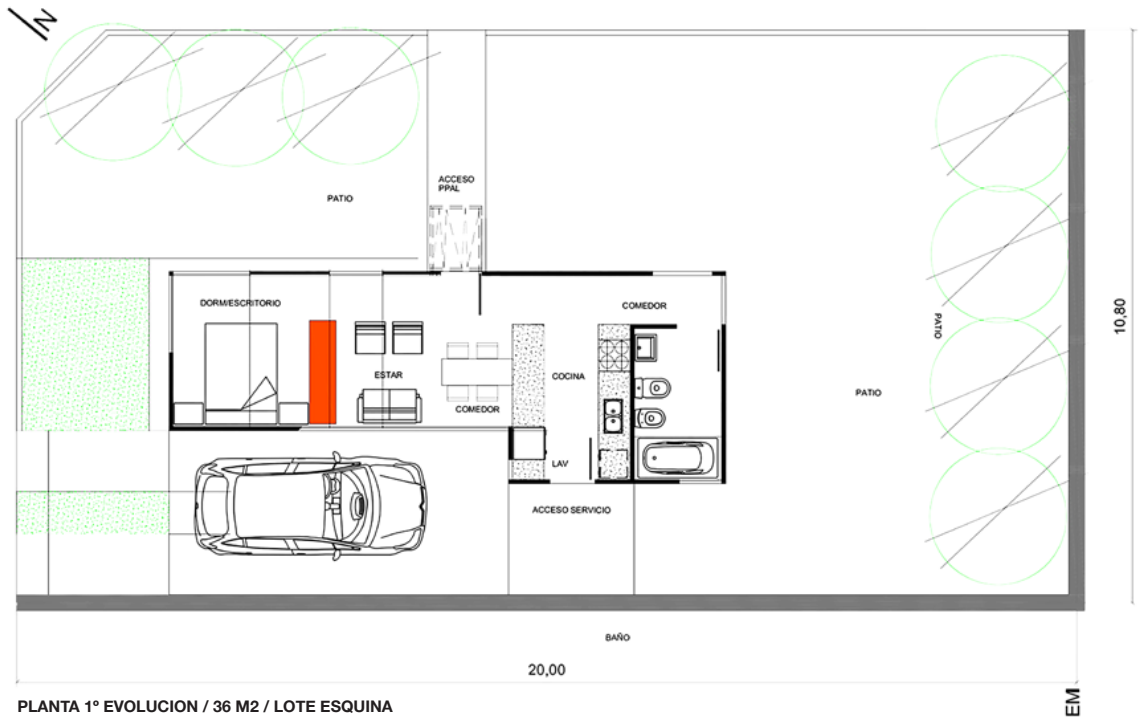 N
ACCESO
PPAL
PATIO
DORM/ESCRITORIO
COMEDOR
10,80
PATIO
ESTAR
COCINA
PATIO
COMEDOR
LAV
ACCESO SERVICIO
BAÑO
20,00
EM
PLANTA 1º EVOLUCION / 36 M2 / LOTE ESQUINA